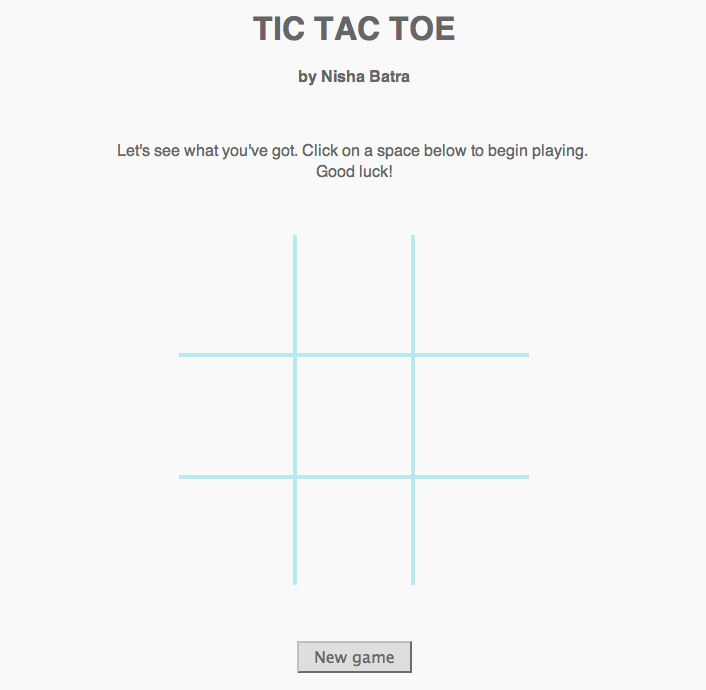 TIC TAC TOE
by Nisha Batra
Let's see what you've got. Click on a space below to begin playing.
Good luck!
New game